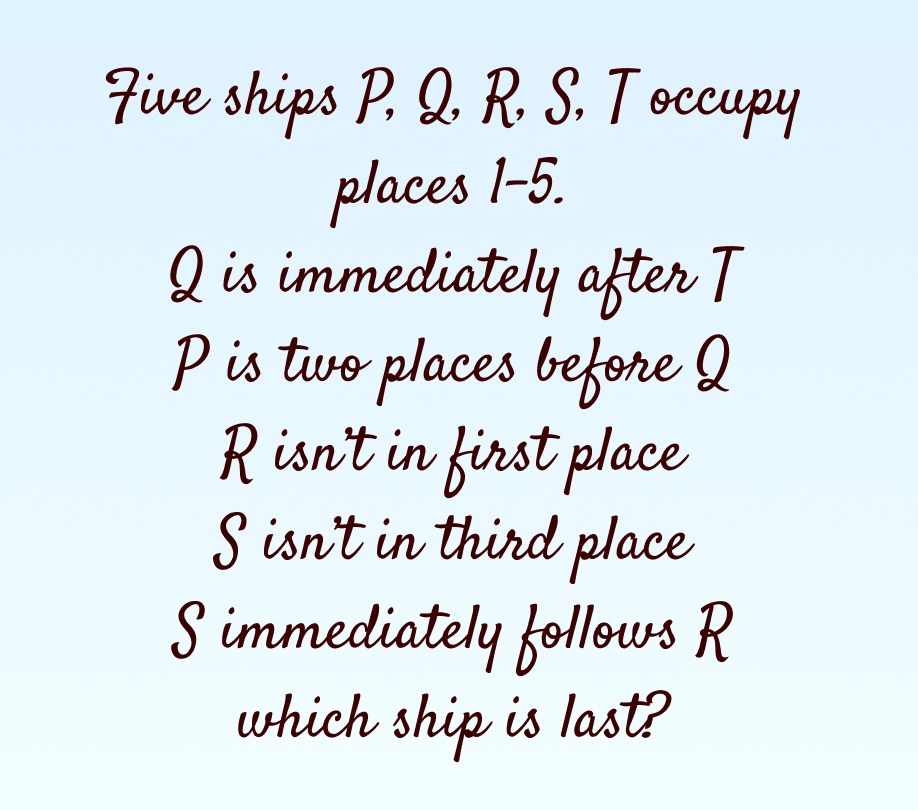 Five ships P, Q, R, S, T occupy
places 1-5.
Q is immediately after T
P is two places before Q
R isn't in first place
S isn't in third place
S immediately follows R
which ship is last?